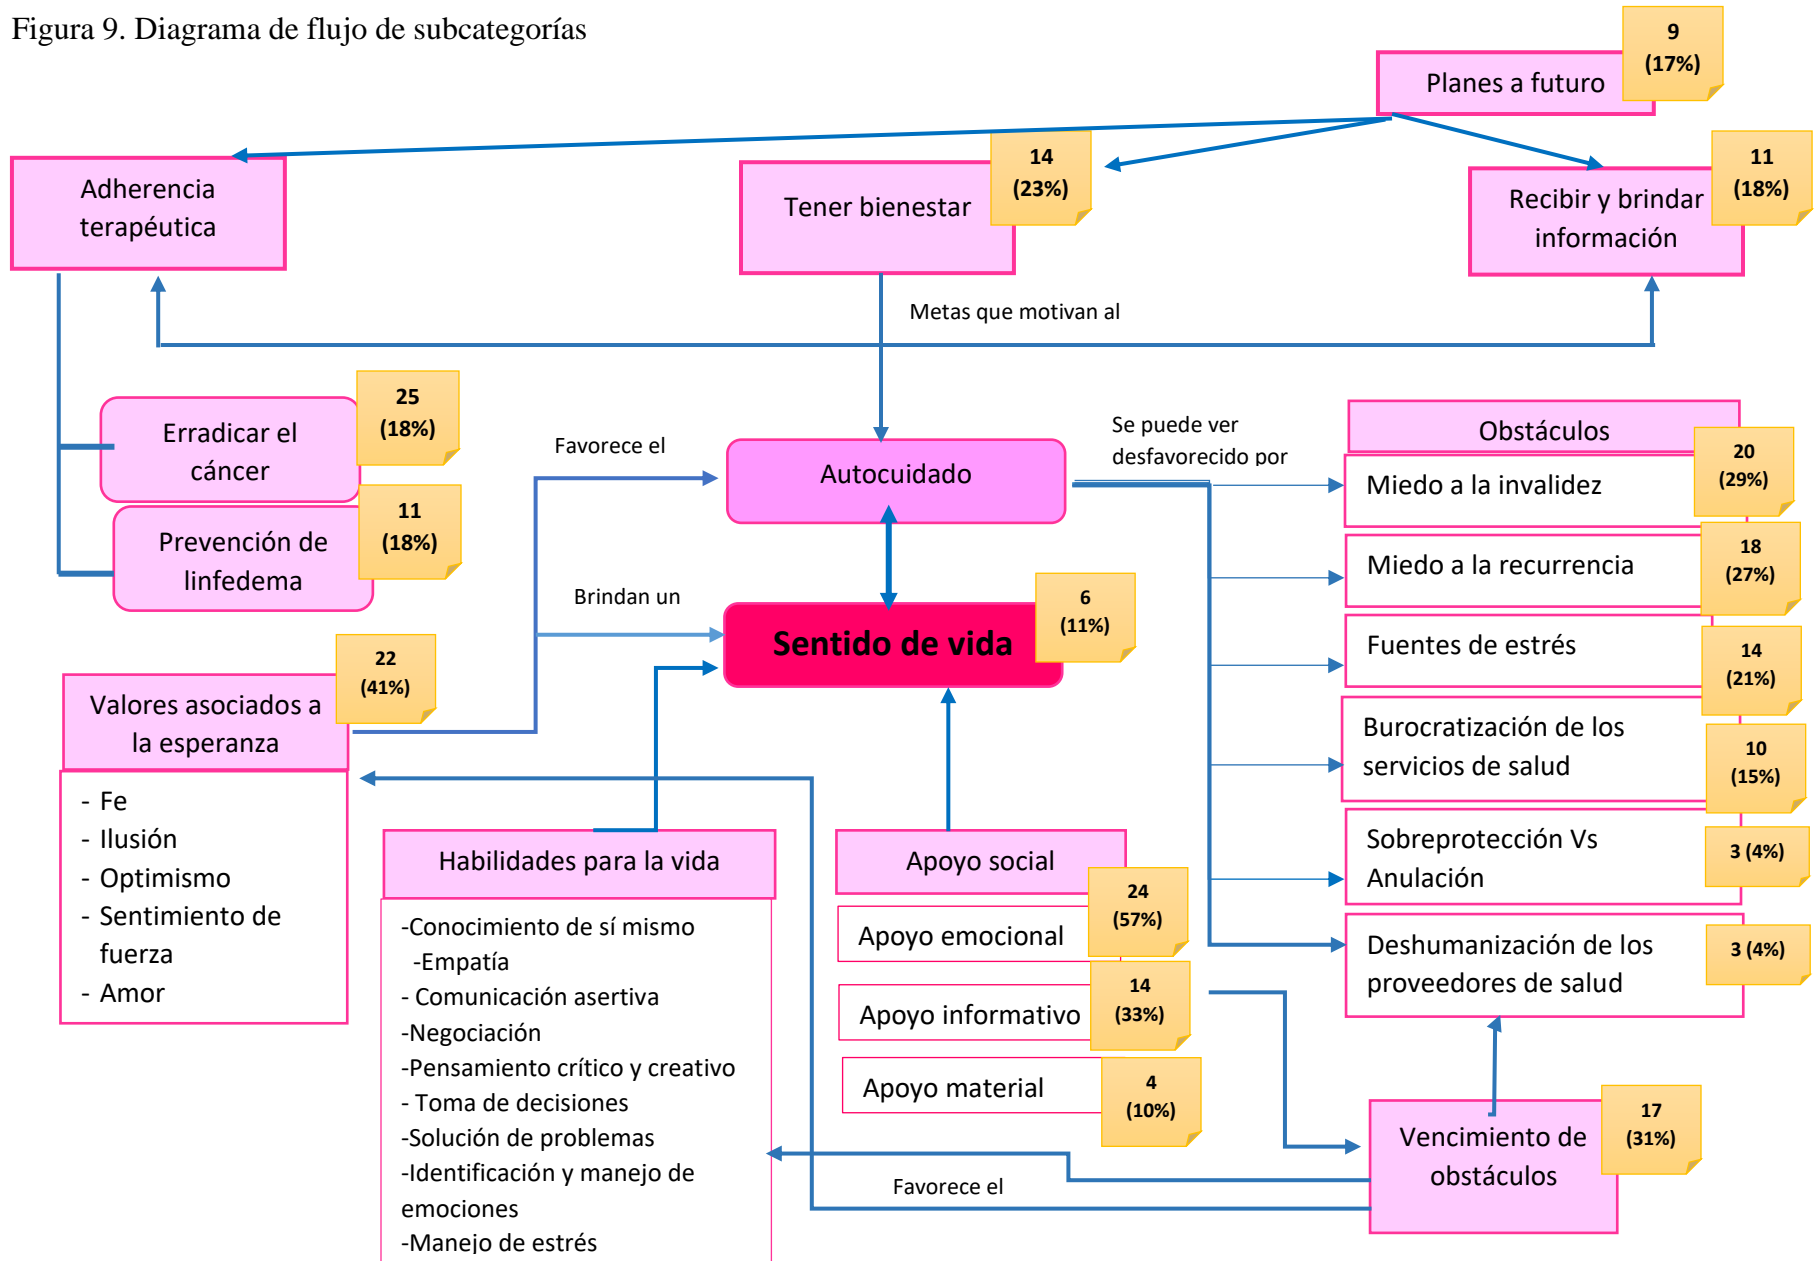 Figura 9. Diagrama de flujo de subcategorías
9
(17%)
Planes a futuro
Adherencia
terapéutica
14
(23%)
Tener bienestar
11
(18%)
Recibir y brindar
información
Metas que motivan al
25
(18%)
Erradicar el
cáncer
11
(18%)
Prevención de
linfedema
Favorece el
Autocuidado
Se puede ver
desfavorecido por
Brindan un
6
(11%)
Sentido de vida
Obstáculos
20
(29%)
Miedo a la invalidez
18
(27%)
Miedo a la recurrencia
Fuentes de estrés
14
(21%)
Burocratización de los
servicios de salud
10
(15%)
Sobreprotección Vs
Anulación
3 (4%)
Deshumanización de los
proveedores de salud
3 (4%)
22
(41%)
Valores asociados a
la esperanza
- Fe
- Ilusión
- Optimismo
- Sentimiento de
fuerza
- Amor
Habilidades para la vida
-Conocimiento de sí mismo
-Empatía
- Comunicación asertiva
-Negociación
-Pensamiento crítico y creativo
- Toma de decisiones
-Solución de problemas
-Identificación y manejo de
emociones
-Manejo de estrés
Apoyo social
24
(57%)
Apoyo emocional
14
(33%)
Apoyo informativo
4
(10%)
Apoyo material
Favorece el
17
(31%)
Vencimiento de
obstáculos